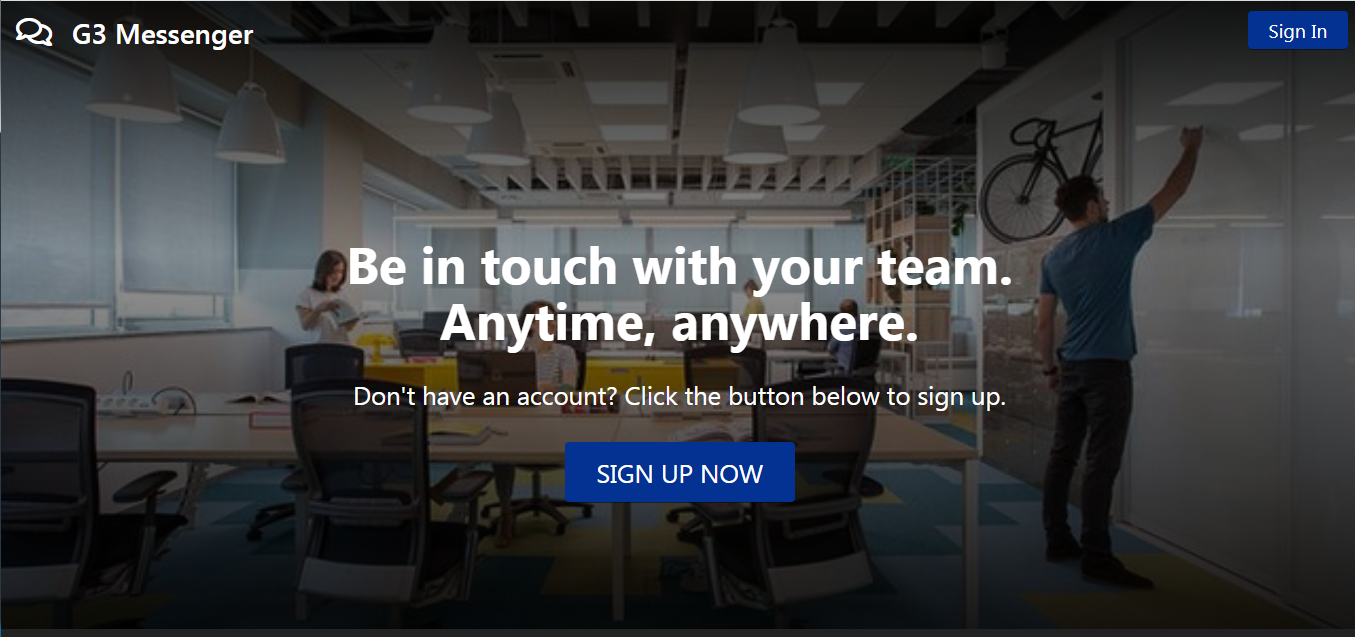 G3 Messenger
Sign In
Be in touch with your team.
Anytime, anywhere.
Don't have an account? Click the button below to sign up.
SIGN UP NOW